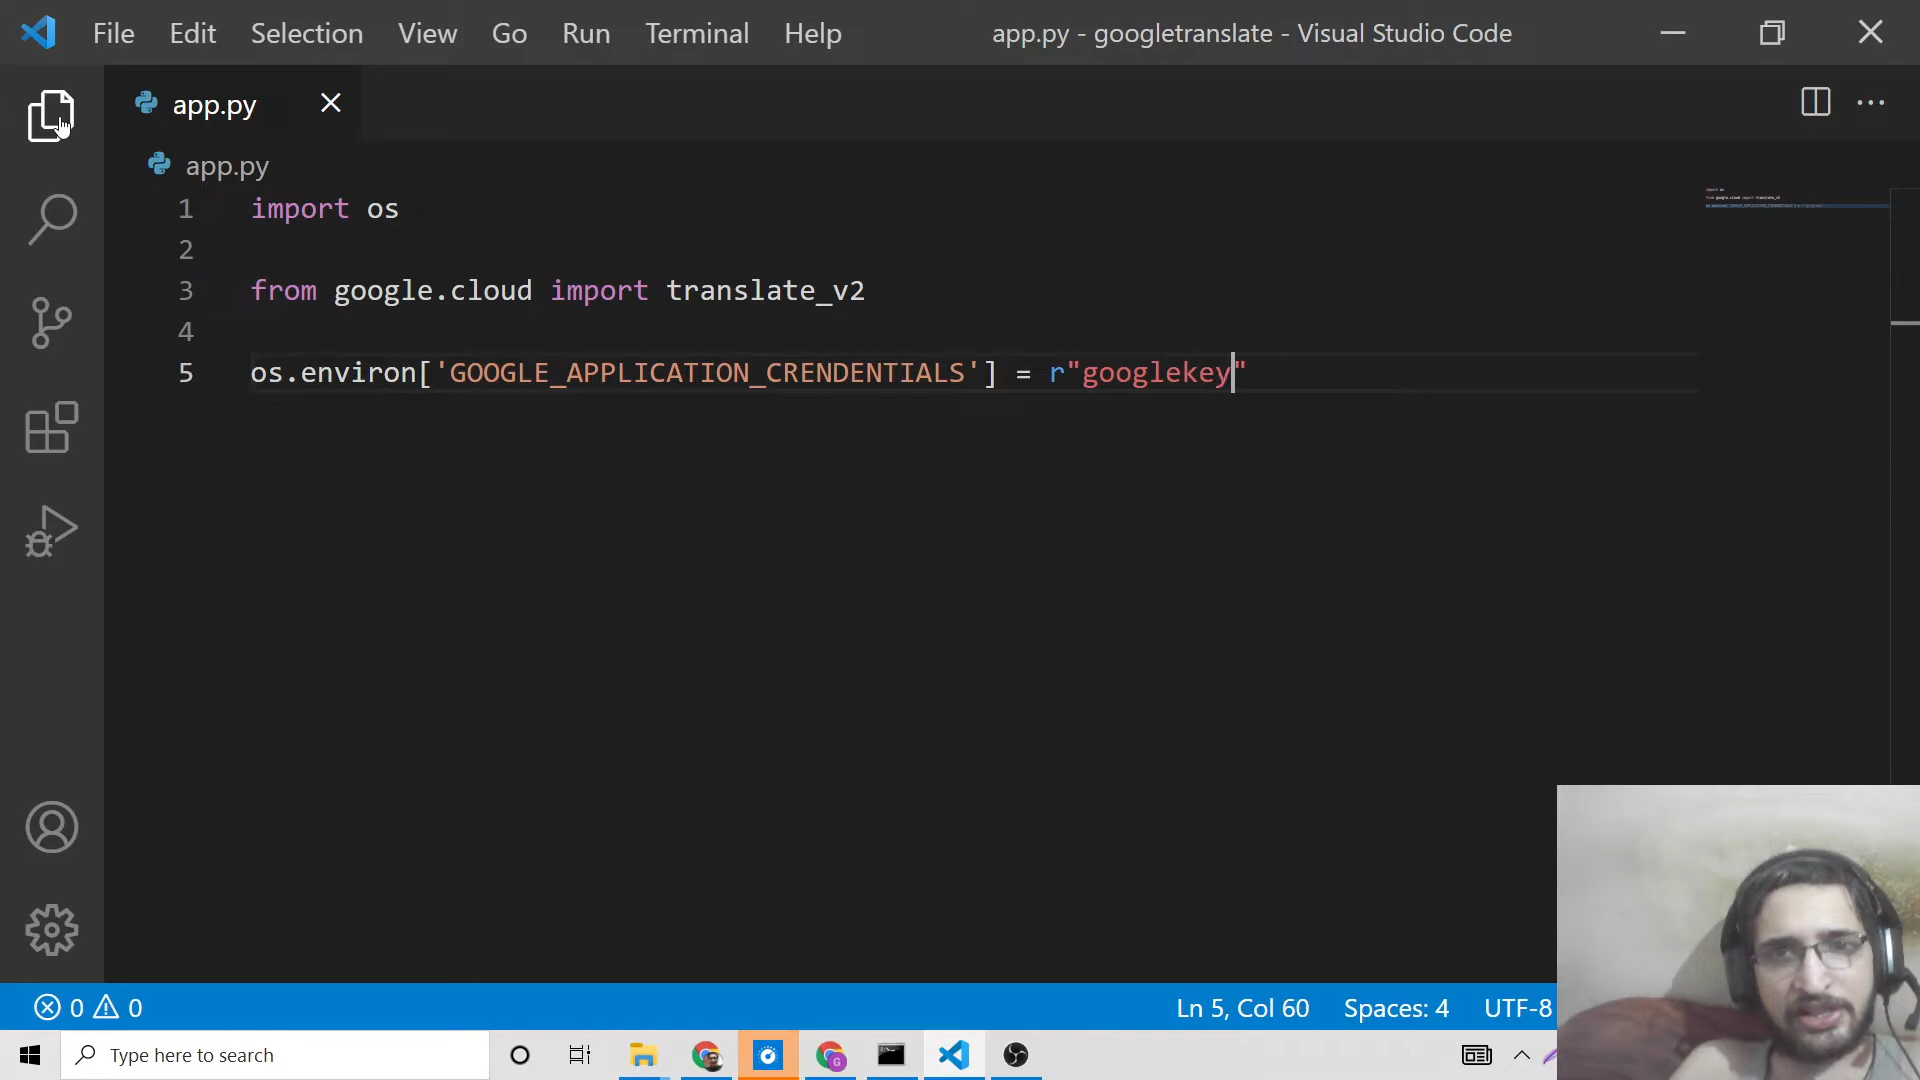 File Edit Selection View Go Run Terminal Help app.py - googletranslate - Visual Studio Code
app.py
app.py
1 import os
2
3 from google.cloud import translate_v2
4
5 os.environ['GOOGLE_APPLICATION_CRENDENTIALS'] = r"googlekey"
0 0 Ln 5, Col 60 Spaces: 4 UTF-8
Type here to search